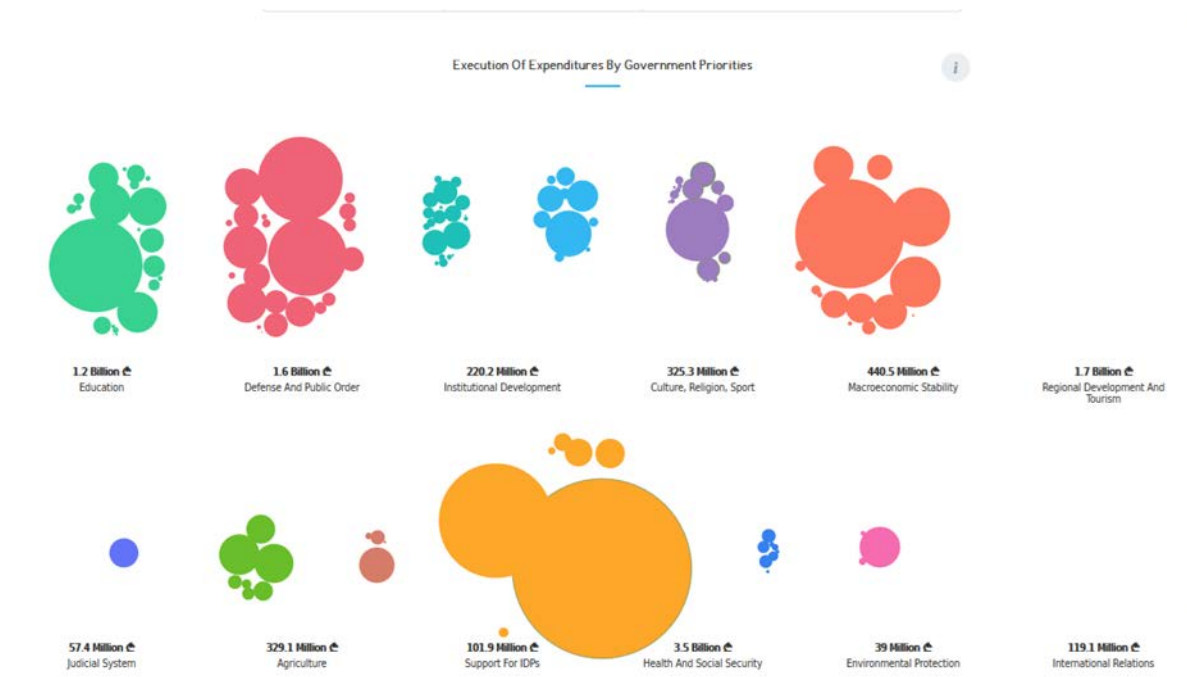 Execution Of Expenditures By Government Priorities
i
1.2 Billion ₾
1.6 Billion ₾
220.2 Million ₾
325.3 Million ₾
440.5 Million ₾
1.7 Billion ₾
Education
Defense And Public Order
Institutional Development
Culture, Religion, Sport
Macroeconomic Stability
Regional Development And
Tourism
57.4 Million ₾
329.1 Million ₾
101.9 Million ₾
3.5 Billion ₾
39 Million ₾
119.1 Million ₾
Judicial System
Agriculture
Support For IDPs
Health And Social Security
Environmental Protection
International Relations